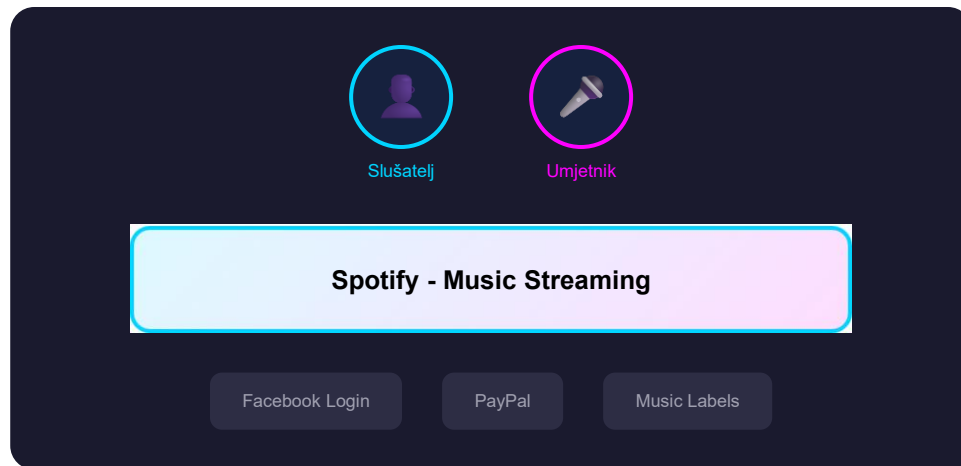 Slušatelj
Umjetnik
Spotify - Music Streaming
Facebook Login
PayPal
Music Labels